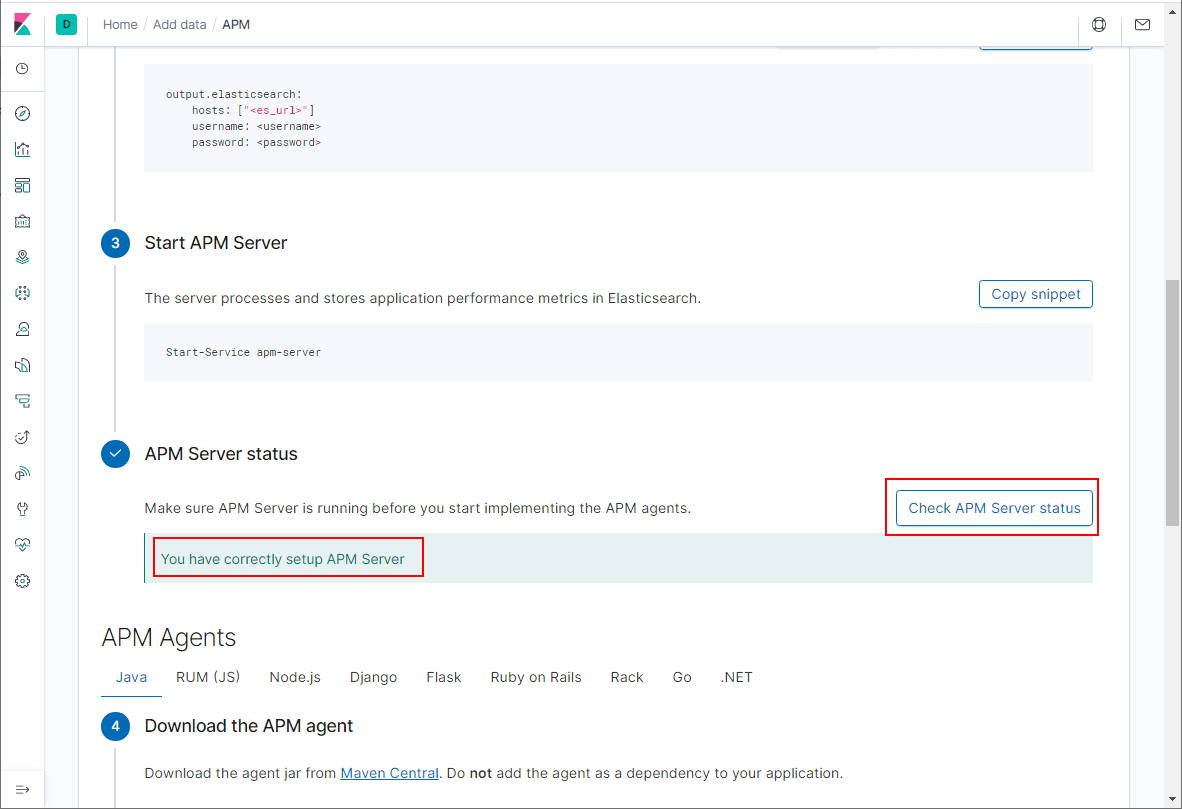 D Home / Add data / APM
output.elasticsearch:
    hosts: ["<es_url>"]
    username: <username>
    password: <password>
3 Start APM Server
The server processes and stores application performance metrics in Elasticsearch. Copy snippet
Start-Service apm-server
APM Server status
Make sure APM Server is running before you start implementing the APM agents. Check APM Server status
You have correctly setup APM Server
APM Agents
Java RUM (JS) Node.js Django Flask Ruby on Rails Rack Go .NET
4 Download the APM agent
Download the agent jar from Maven Central. Do not add the agent as a dependency to your application.